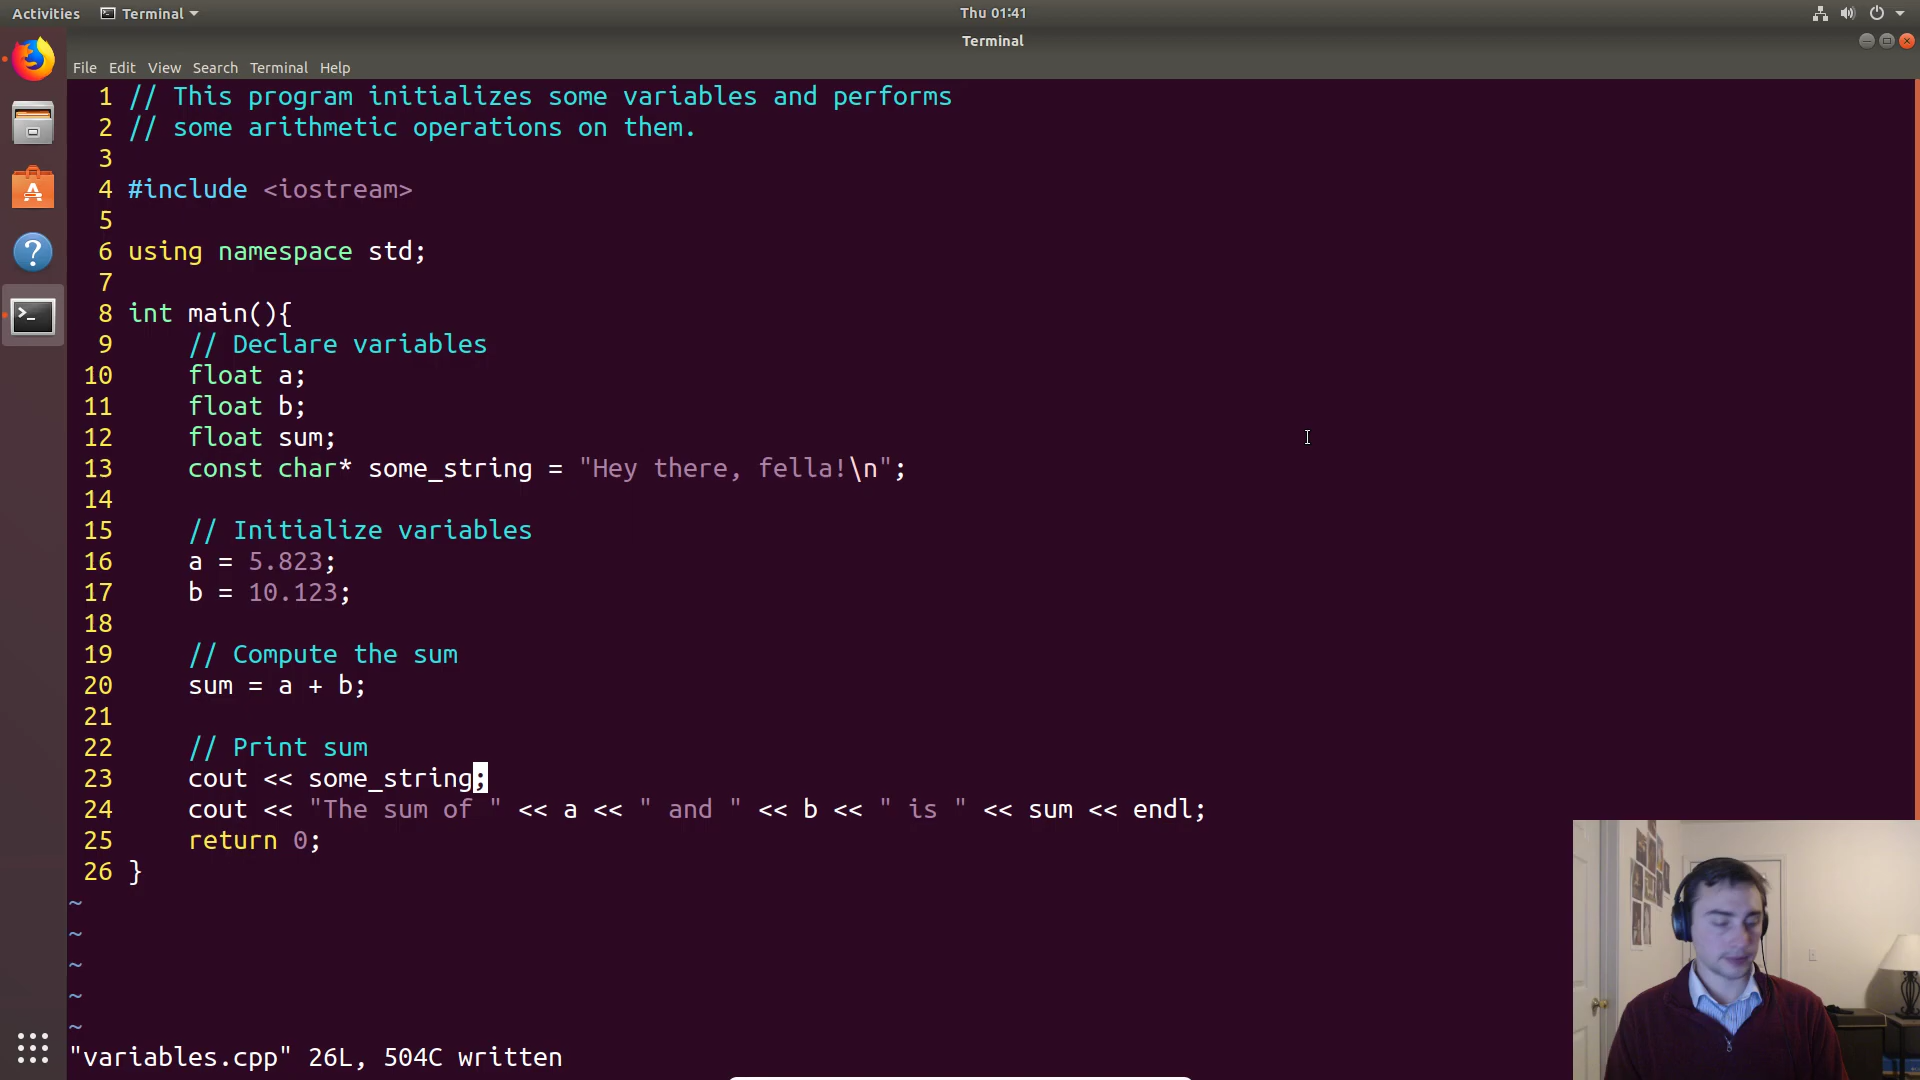 Activities Terminal Thu 01:41
Terminal
File Edit View Search Terminal Help
1 // This program initializes some variables and performs
2 // some arithmetic operations on them.
3
4 #include <iostream>
5
6 using namespace std;
7
8 int main(){
9     // Declare variables
10     float a;
11     float b;
12     float sum;
13     const char* some_string = "Hey there, fella!\n";
14
15     // Initialize variables
16     a = 5.823;
17     b = 10.123;
18
19     // Compute the sum
20     sum = a + b;
21
22     // Print sum
23     cout << some_string;
24     cout << "The sum of " << a << " and " << b << " is " << sum << endl;
25     return 0;
26 }
~
~
~
~
~
"variables.cpp" 26L, 504C written